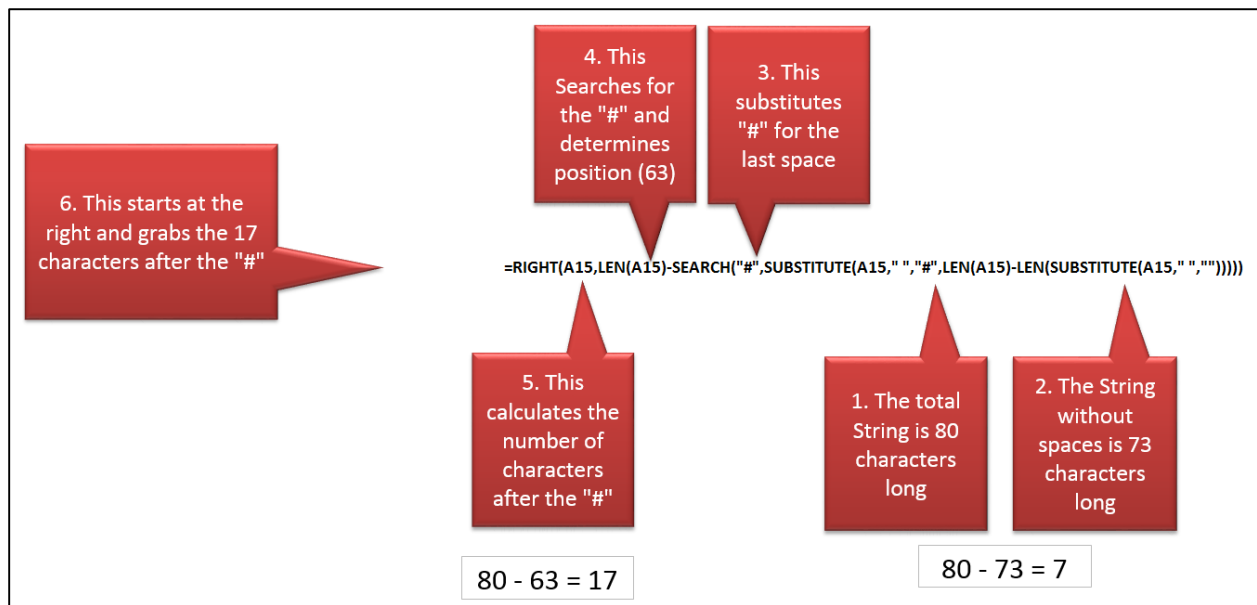 4. This
Searches for
the "#" and
determines
position (63)
3. This
substitutes
"#" for the
last space
6. This starts at the
right and grabs the 17
characters after the "#"
=RIGHT(A15,LEN(A15)-SEARCH("#",SUBSTITUTE(A15," ","#",LEN(A15)-LEN(SUBSTITUTE(A15," ","")))))
5. This
calculates the
number of
characters
after the "#"
1. The total
String is 80
characters
long
2. The String
without
spaces is 73
characters
long
80 - 63 = 17
80 - 73 = 7